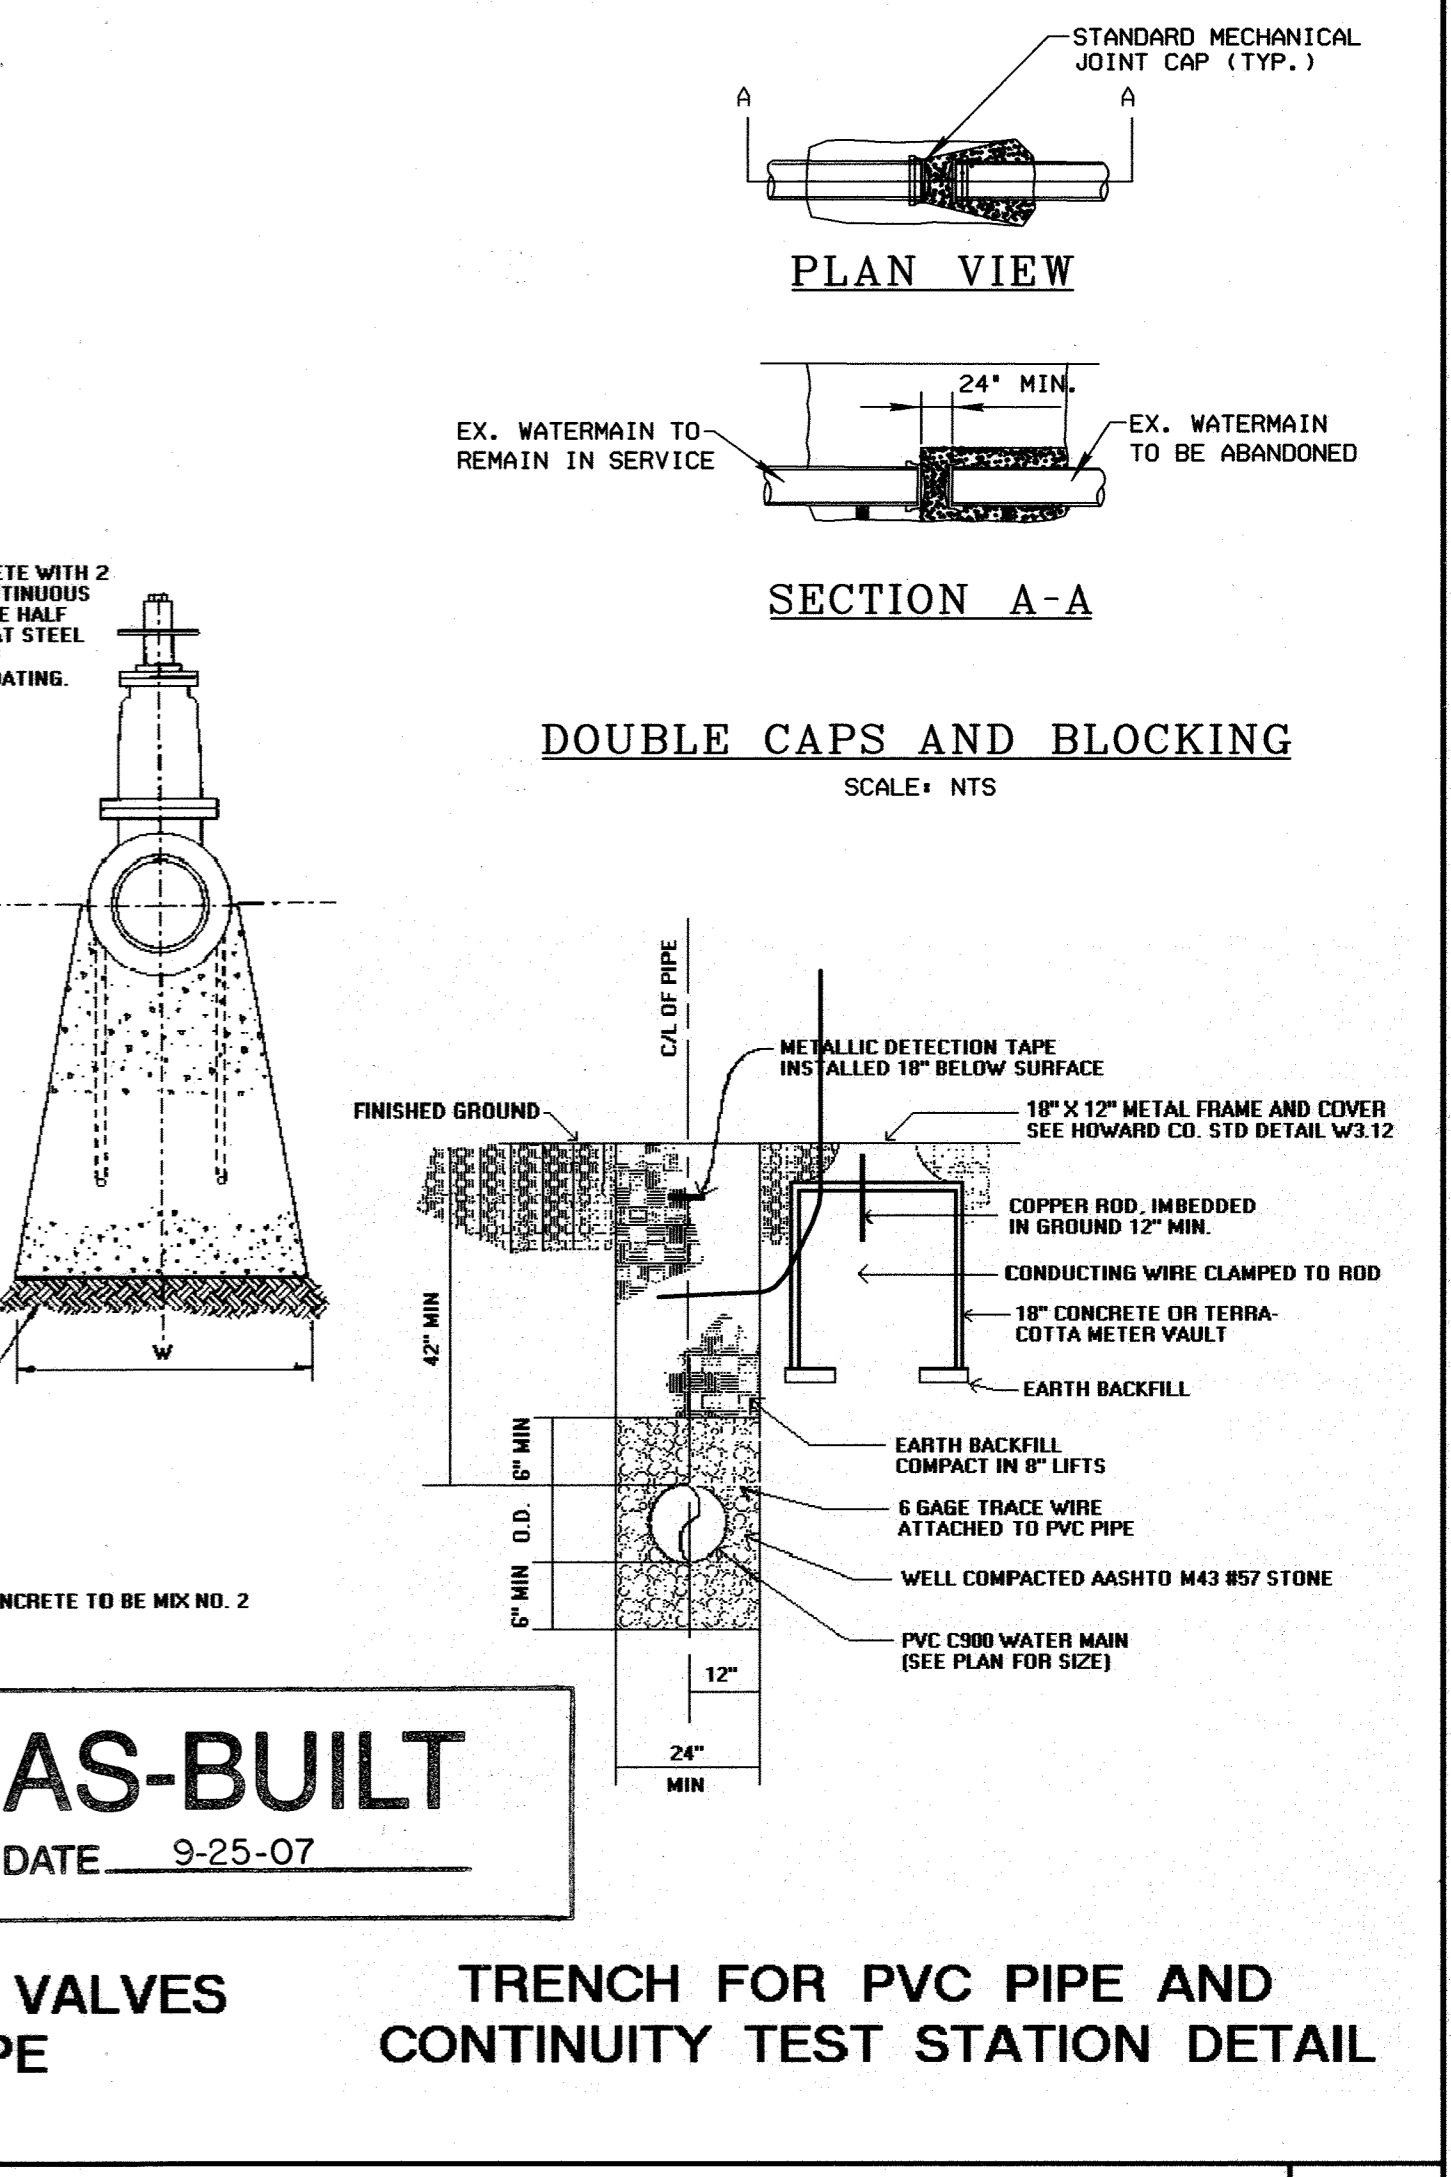 STANDARD MECHANICAL
JOINT CAP (TYP.)
A
A
PLAN VIEW
24" MIN.
EX. WATERMAIN TO
REMAIN IN SERVICE
EX. WATERMAIN
TO BE ABANDONED
SECTION A-A
DOUBLE CAPS AND BLOCKING
SCALE: NTS
WITH 2
HALF
STEEL
W
NCRETE TO BE MIX NO. 2
C/L OF PIPE
METALLIC DETECTION TAPE
INSTALLED 18" BELOW SURFACE
FINISHED GROUND
18" X 12" METAL FRAME AND COVER
SEE HOWARD CO. STD DETAIL W3.12
COPPER ROD, IMBEDDED
IN GROUND 12" MIN.
CONDUCTING WIRE CLAMPED TO ROD
18" CONCRETE OR TERRA-
COTTA METER VAULT
EARTH BACKFILL
42" MIN
6" MIN
O.D.
6" MIN
EARTH BACKFILL
COMPACT IN 8" LIFTS
6 GAGE TRACE WIRE
ATTACHED TO PVC PIPE
WELL COMPACTED AASHTO M43 #57 STONE
PVC C900 WATER MAIN
(SEE PLAN FOR SIZE)
12"
24"
MIN
AS-BUILT
DATE 9-25-07
VALVES
PE
TRENCH FOR PVC PIPE AND
CONTINUITY TEST STATION DETAIL